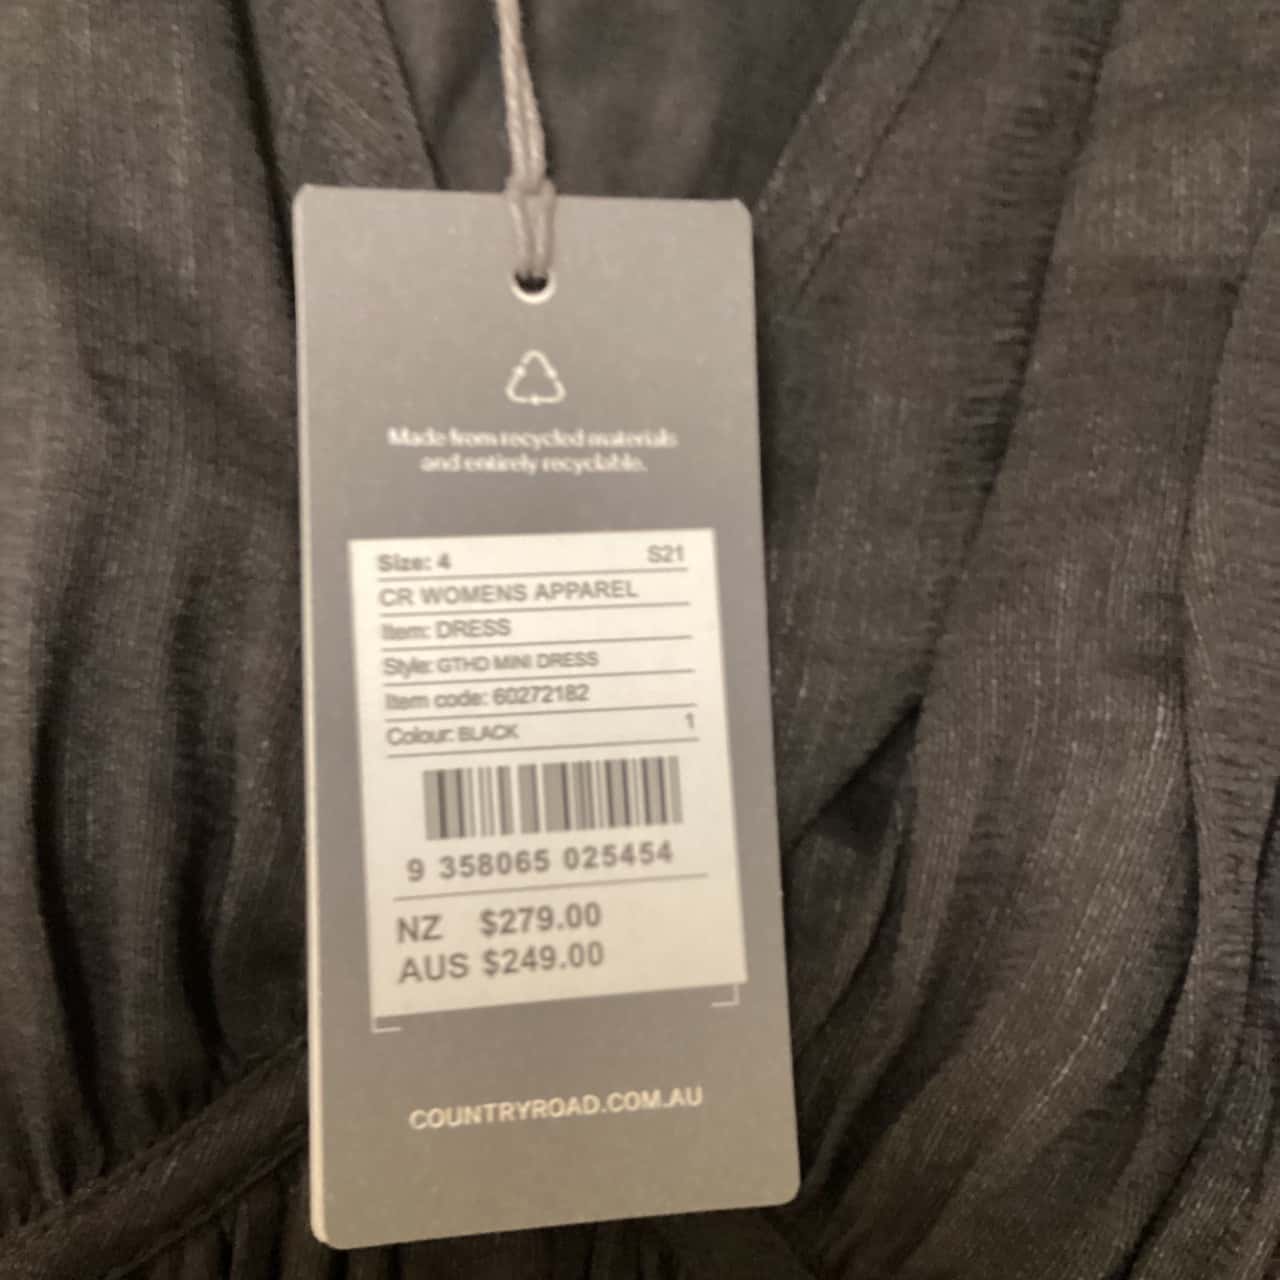 Made from recycled materials
and entirely recyclable.
Size: 4 S21
CR WOMENS APPAREL
Item: DRESS
Style: GTHD MINI DRESS
Item code: 60272182
Colour: BLACK 1
9 358065 025454
NZ $279.00
AUS $249.00
COUNTRYROAD.COM.AU